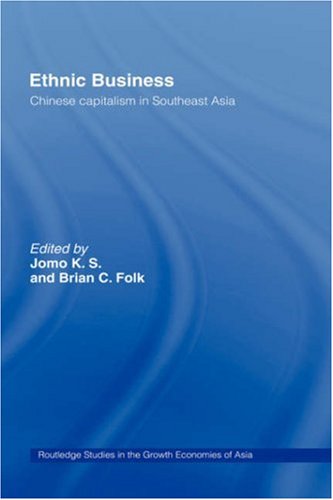 Ethnic Business
Chinese capitalism in Southeast Asia
Edited by
Jomo K. S.
and Brian C. Folk
Routledge Studies in the Growth Economies of Asia